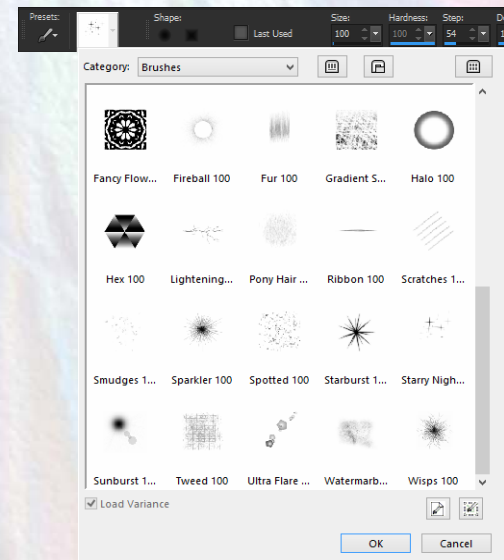 Presets:
Shape:
Size:
Hardness:
Step:
Last Used
100
100
54
Category:
Brushes
Fancy Flow...
Fireball 100
Fur 100
Gradient S...
Halo 100
Hex 100
Lightening...
Pony Hair ...
Ribbon 100
Scratches 1...
Smudges 1...
Sparkler 100
Spotted 100
Starburst 1...
Starry Nigh...
Sunburst 1...
Tweed 100
Ultra Flare ...
Watermarb...
Wisps 100
Load Variance
OK
Cancel